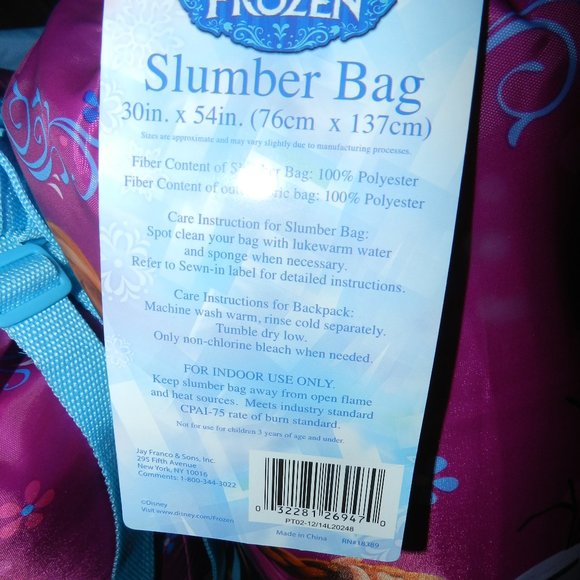 FROZEN
Slumber Bag
30in. x 54in. (76cm x 137cm)
Sizes are approximate and may vary slightly due to manufacturing processes.
Fiber Content of Bag: 100% Polyester
Fiber Content of bag: 100% Polyester
Care Instruction for Slumber Bag:
Spot clean your bag with lukewarm water
and sponge when necessary.
Refer to Sewn-in label for detailed instructions.
Care Instructions for Backpack:
Machine wash warm, rinse cold separately.
Tumble dry low.
Only non-chlorine bleach when needed.
FOR INDOOR USE ONLY.
Keep slumber bag away from open flame
and heat sources. Meets industry standard
CPAI-75 rate of burn standard.
Not for use for children 3 years of age and under.
Jay Franco & Sons, Inc.
295 Fifth Avenue
New York, NY 10016
Comments: 1-800-344-3022
©Disney
Visit www.disney.com/Frozen
0 32281 26947 0
PT02-12/14L20248
Made in China RN#18389